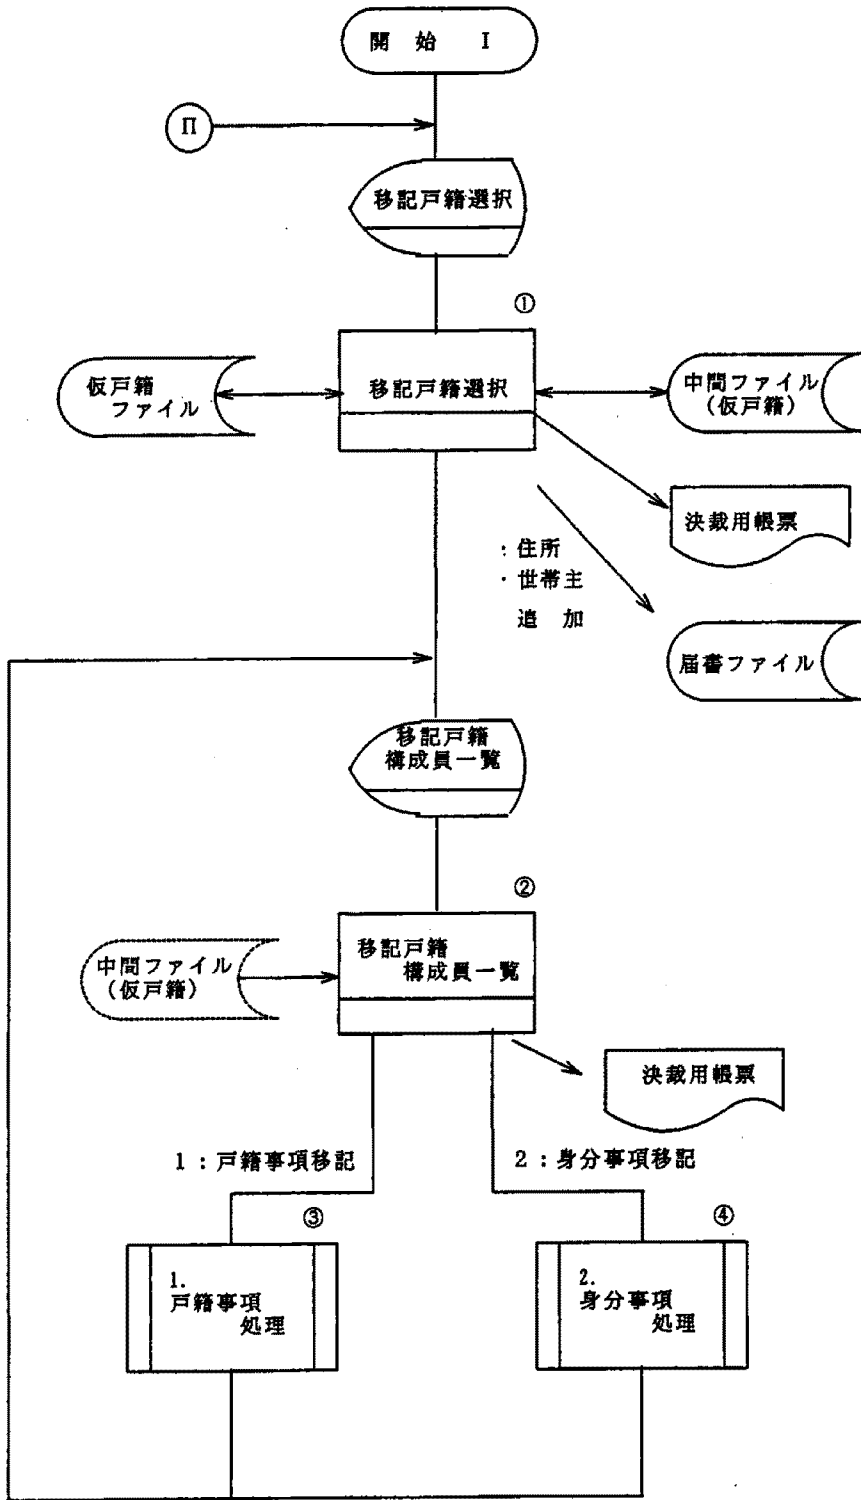 開 始 I
Π
移記戸籍選択
①
仮戸籍
ファイル
移記戸籍選択
中間ファイル
(仮戸籍)
決裁用帳票
:住所
・世帯主
追 加
届書ファイル
移記戸籍
構成員一覧
②
中間ファイル
(仮戸籍)
移記戸籍
構成員一覧
決裁用帳票
1:戸籍事項移記
2:身分事項移記
③
④
1.
戸籍事項
処理
2.
身分事項
処理